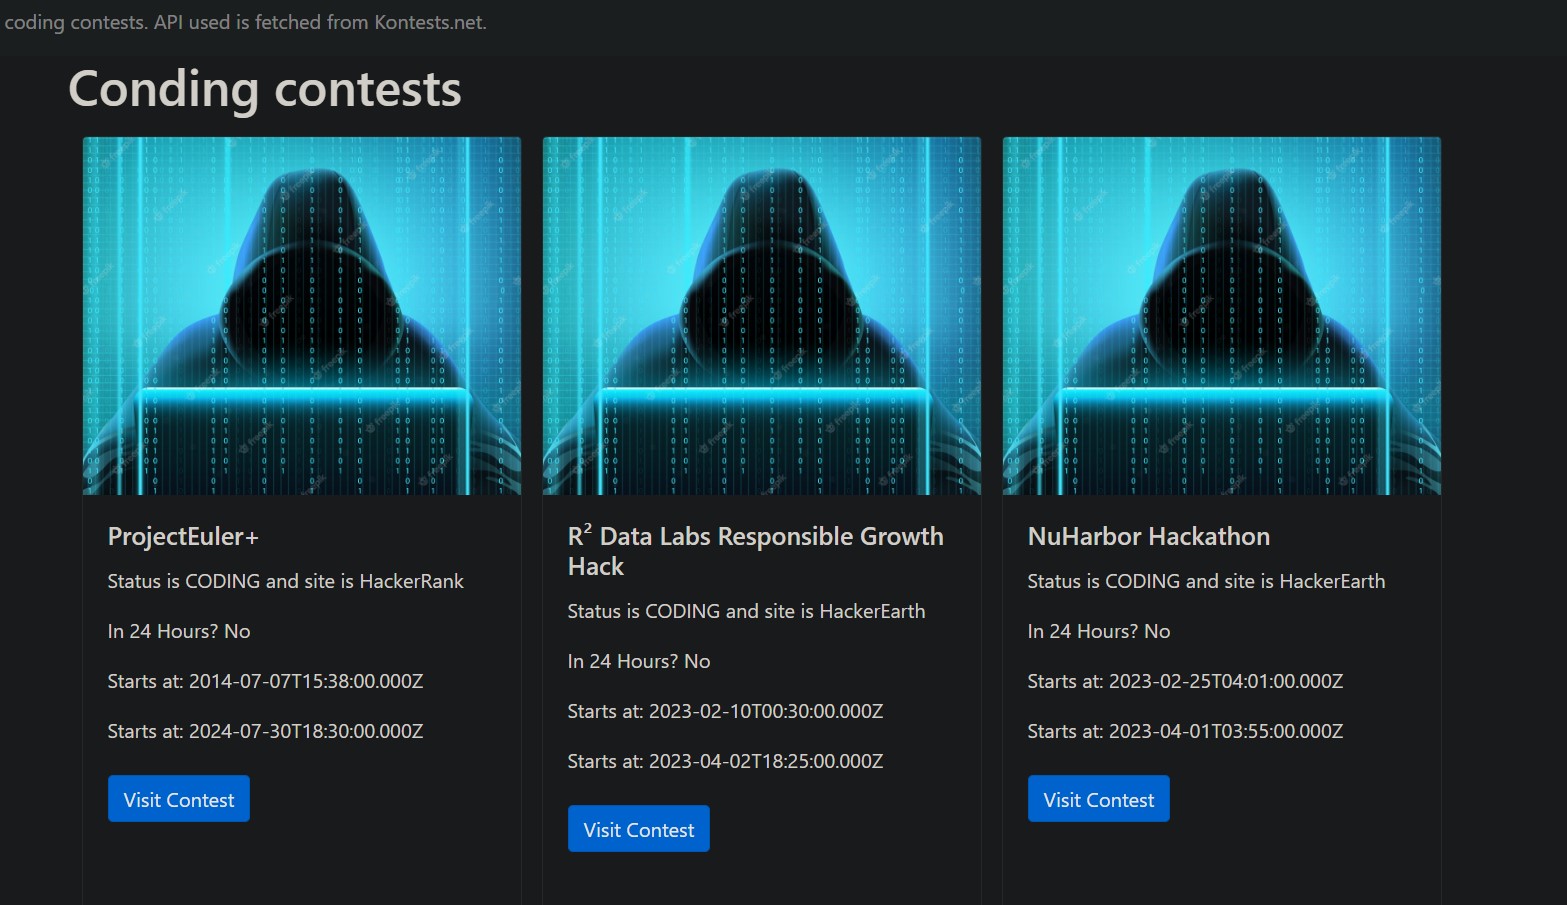 coding contests. API used is fetched from Kontests.net.
Conding contests
ProjectEuler+
Status is CODING and site is HackerRank
In 24 Hours? No
Starts at: 2014-07-07T15:38:00.000Z
Starts at: 2024-07-30T18:30:00.000Z
Visit Contest
R² Data Labs Responsible Growth
Hack
Status is CODING and site is HackerEarth
In 24 Hours? No
Starts at: 2023-02-10T00:30:00.000Z
Starts at: 2023-04-02T18:25:00.000Z
Visit Contest
NuHarbor Hackathon
Status is CODING and site is HackerEarth
In 24 Hours? No
Starts at: 2023-02-25T04:01:00.000Z
Starts at: 2023-04-01T03:55:00.000Z
Visit Contest